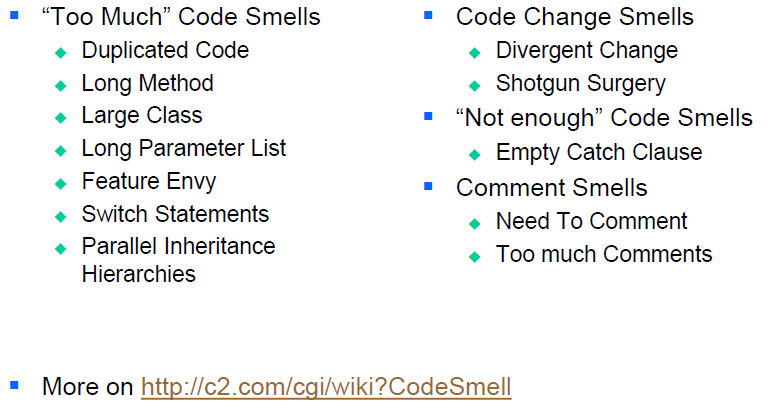 "Too Much" Code Smells
Duplicated Code
Long Method
Large Class
Long Parameter List
Feature Envy
Switch Statements
Parallel Inheritance
Hierarchies
Code Change Smells
Divergent Change
Shotgun Surgery
"Not enough" Code Smells
Empty Catch Clause
Comment Smells
Need To Comment
Too much Comments
More on http://c2.com/cgi/wiki?CodeSmell